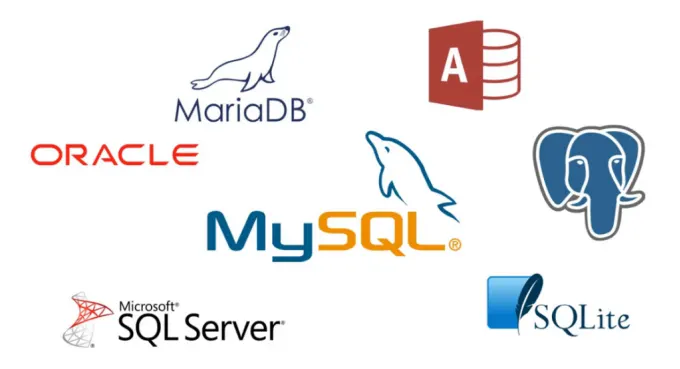 MariaDB®
A
ORACLE
MySQL®
Microsoft®
SQL Server®
SQLite